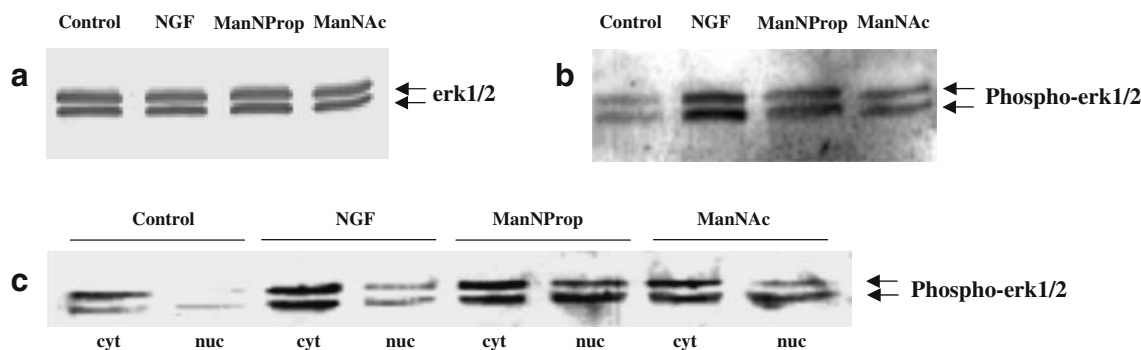 Control NGF ManNProp ManNAc
a
erk1/2
Control NGF ManNProp ManNAc
b
Phospho-erk1/2
Control NGF ManNProp ManNAc
c
Phospho-erk1/2
cyt nuc cyt nuc cyt nuc cyt nuc